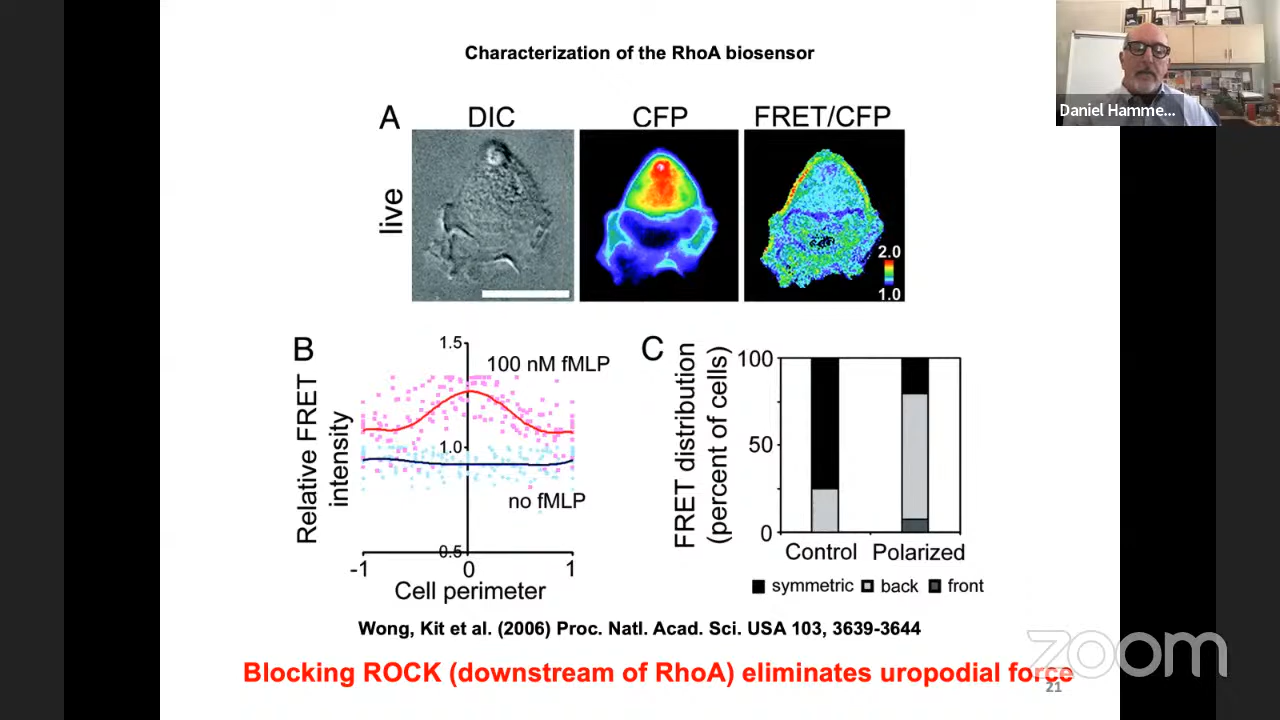 Characterization of the RhoA biosensor
Daniel Hamme...
A
DIC
CFP
FRET/CFP
live
2.0
1.0
B
1.5
100 nM fMLP
Relative FRET
intensity
1.0
no fMLP
0.5
-1
0
1
Cell perimeter
C
FRET distribution
(percent of cells)
100
50
0
Control
Polarized
symmetric
back
front
Wong, Kit et al. (2006) Proc. Natl. Acad. Sci. USA 103, 3639-3644
zoom
Blocking ROCK (downstream of RhoA) eliminates uropodial force
21